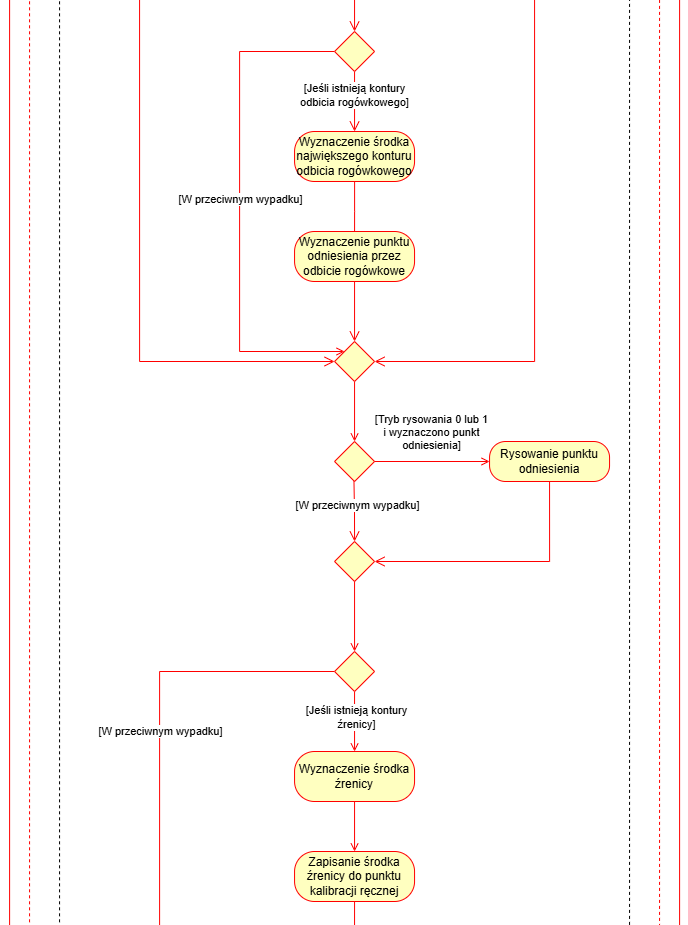 [Jeśli istnieją kontury
odbicia rogówkowego]
Wyznaczenie środka
największego konturu
odbicia rogówkowego
[W przeciwnym wypadku]
Wyznaczenie punktu
odniesienia przez
odbicie rogówkowe
[Tryb rysowania 0 lub 1
i wyznaczono punkt
odniesienia]
Rysowanie punktu
odniesienia
[W przeciwnym wypadku]
[Jeśli istnieją kontury
źrenicy]
[W przeciwnym wypadku]
Wyznaczenie środka
źrenicy
Zapisanie środka
źrenicy do punktu
kalibracji ręcznej